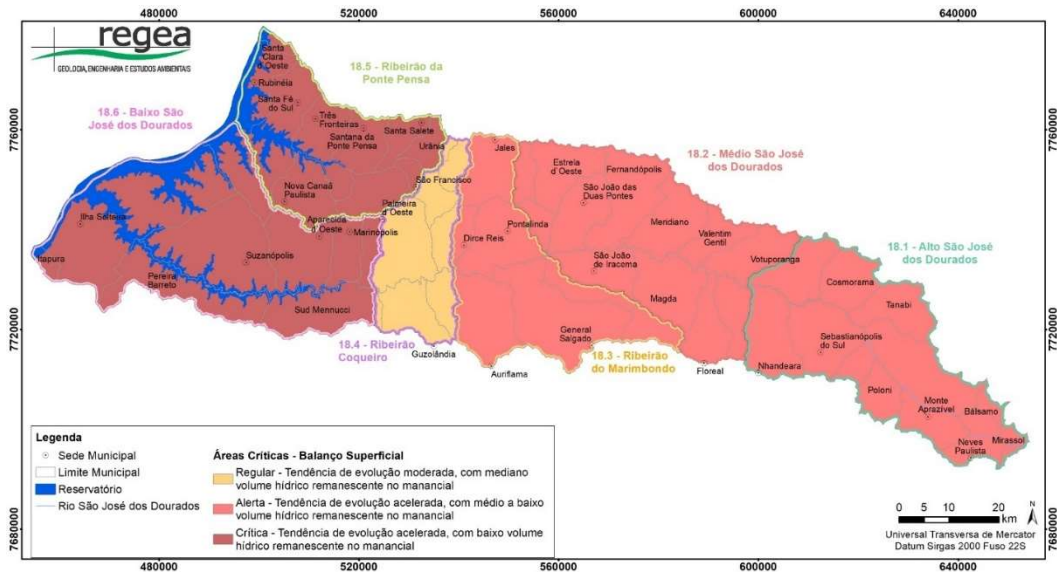 480000 520000 560000 600000 640000
regea
GEOLOGIA, ENGENHARIA E ESTUDOS AMBIENTAIS
7760000
7720000
7680000
7760000
7720000
7680000
18.5 - Ribeirão da
Ponte Pensa
18.6 - Baixo São
José dos Dourados
18.2 - Médio São José
dos Dourados
18.1 - Alto São José
dos Dourados
18.4 - Ribeirão
Coqueiro
18.3 - Ribeirão
do Marimbondo
Santa
Clara
d'Oeste
Rubinéia
Santa Fé
do Sul
Três
Fronteiras
Santana da
Ponte Pensa
Santa Salete
Urânia
Jales
São Francisco
Nova Canaã
Paulista
Palmeira
d'Oeste
Aparecida
d'Oeste
Marinópolis
Ilha Solteira
Itapura
Suzanópolis
Pereira
Barreto
Sud Mennucci
Dirce Reis
Pontalinda
Estrela
d'Oeste
Fernandópolis
São João das
Duas Pontes
Meridiano
Valentim
Gentil
São João
de Iracema
Votuporanga
Magda
General
Salgado
Guzolândia
Auriflama
Floreal
Nhandeara
Cosmorama
Tanabi
Sebastianópolis
do Sul
Poloni
Monte
Aprazível
Bálsamo
Neves
Paulista
Mirassol
Legenda
Sede Municipal
Limite Municipal
Reservatório
Rio São José dos Dourados
Áreas Críticas - Balanço Superficial
Regular - Tendência de evolução moderada, com mediano
volume hídrico remanescente no manancial
Alerta - Tendência de evolução acelerada, com médio a baixo
volume hídrico remanescente no manancial
Crítica - Tendência de evolução acelerada, com baixo volume
hídrico remanescente no manancial
0 5 10 20
km
N
Universal Transversa de Mercator
Datum Sirgas 2000 Fuso 22S
480000 520000 560000 600000 640000